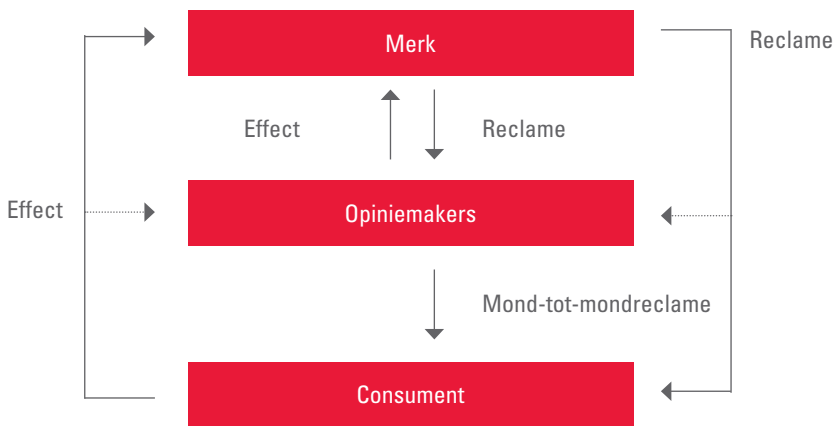 Merk
Reclame
Effect
Reclame
Effect
Opiniemakers
Mond-tot-mondreclame
Consument